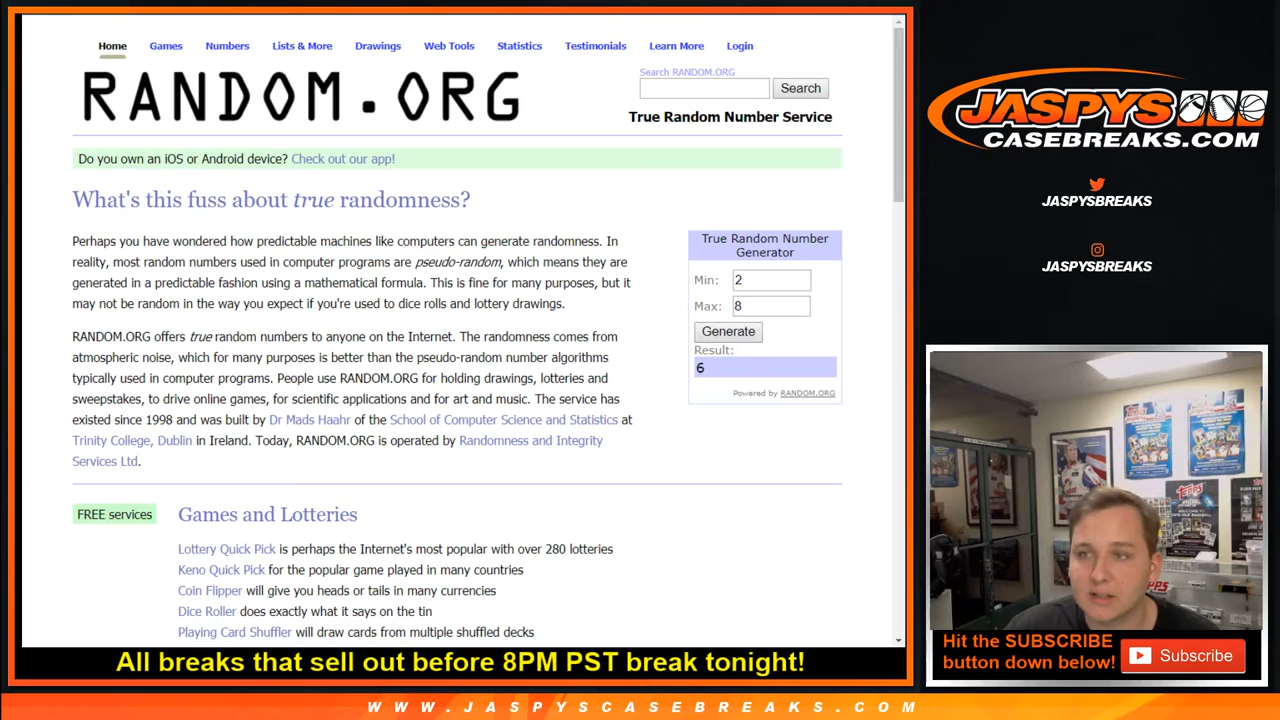 Home Games Numbers Lists & More Drawings Web Tools Statistics Testimonials Learn More Login
RANDOM.ORG
Search RANDOM.ORG
Search
True Random Number Service
Do you own an iOS or Android device? Check out our app!
What's this fuss about true randomness?
Perhaps you have wondered how predictable machines like computers can generate randomness. In
reality, most random numbers used in computer programs are pseudo-random, which means they are
generated in a predictable fashion using a mathematical formula. This is fine for many purposes, but it
may not be random in the way you expect if you're used to dice rolls and lottery drawings.
RANDOM.ORG offers true random numbers to anyone on the Internet. The randomness comes from
atmospheric noise, which for many purposes is better than the pseudo-random number algorithms
typically used in computer programs. People use RANDOM.ORG for holding drawings, lotteries and
sweepstakes, to drive online games, for scientific applications and for art and music. The service has
existed since 1998 and was built by Dr Mads Haahr of the School of Computer Science and Statistics at
Trinity College, Dublin in Ireland. Today, RANDOM.ORG is operated by Randomness and Integrity
Services Ltd.
True Random Number
Generator
Min: 2
Max: 8
Generate
Result:
6
Powered by RANDOM.ORG
FREE services
Games and Lotteries
Lottery Quick Pick is perhaps the Internet's most popular with over 280 lotteries
Keno Quick Pick for the popular game played in many countries
Coin Flipper will give you heads or tails in many currencies
Dice Roller does exactly what it says on the tin
Playing Card Shuffler will draw cards from multiple shuffled decks
JASPYS
CASEBREAKS.COM
JASPYSBREAKS
JASPYSBREAKS
TOPPS
Hit the SUBSCRIBE
button down below!
Subscribe
All breaks that sell out before 8PM PST break tonight!
WWW.JASPYSCASEBREAKS.COM